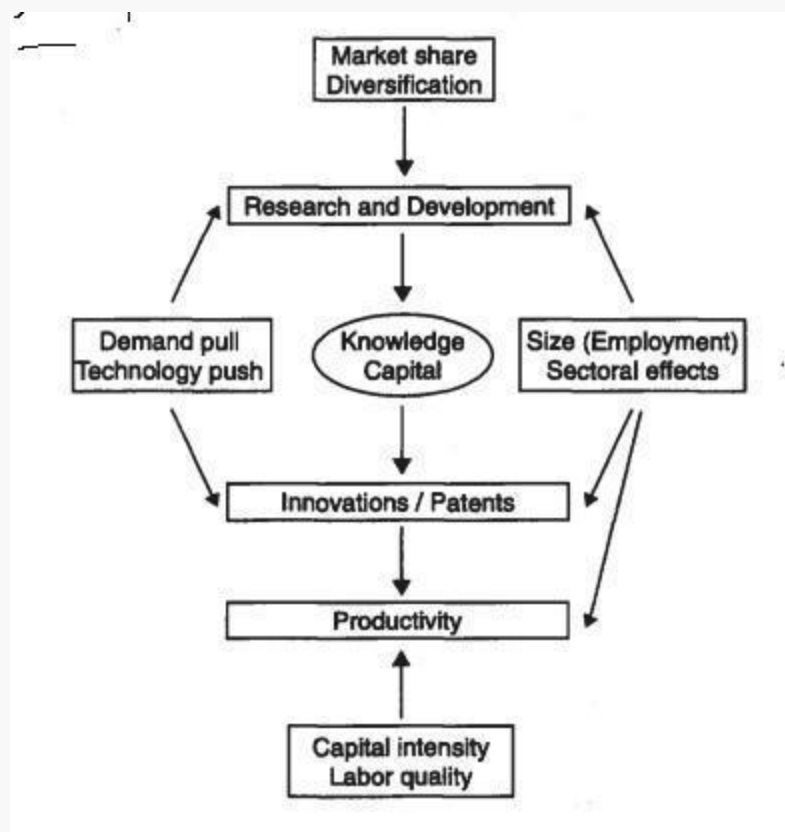 Market share
Diversification
Research and Development
Demand pull
Technology push
Knowledge
Capital
Size (Employment)
Sectoral effects
Innovations / Patents
Productivity
Capital intensity
Labor quality